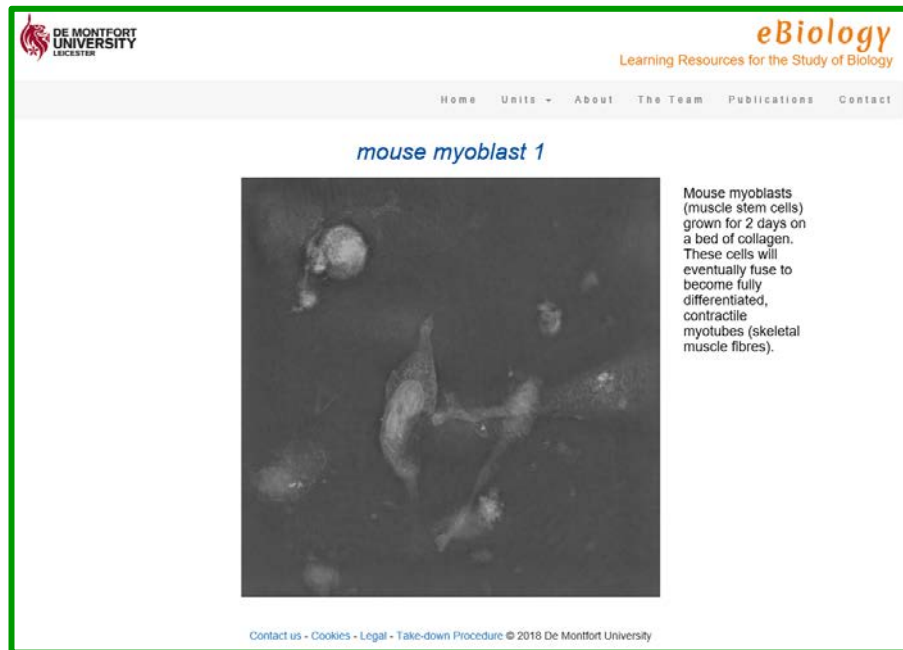 DE MONTFORT
UNIVERSITY
LEICESTER
eBiology
Learning Resources for the Study of Biology
Home Units About The Team Publications Contact
mouse myoblast 1
Mouse myoblasts
(muscle stem cells)
grown for 2 days on
a bed of collagen.
These cells will
eventually fuse to
become fully
differentiated,
contractile
myotubes (skeletal
muscle fibres).
Contact us - Cookies - Legal - Take-down Procedure © 2018 De Montfort University